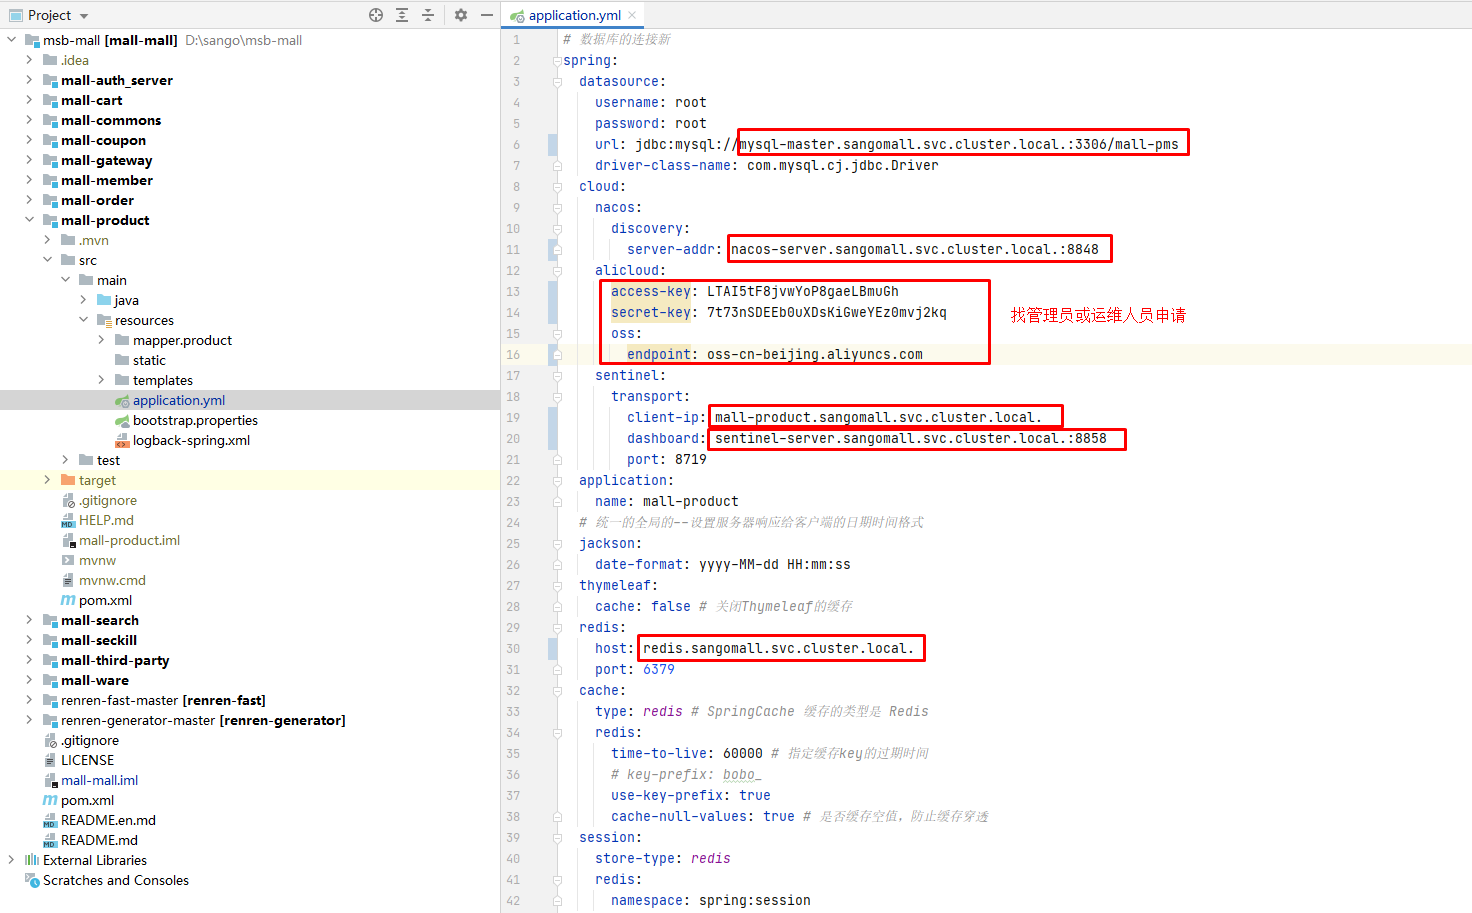 Project
msb-mall [mall-mall] D:\sango\msb-mall
.idea
mall-auth_server
mall-cart
mall-commons
mall-coupon
mall-gateway
mall-member
mall-order
mall-product
.mvn
src
main
java
resources
mapper.product
static
templates
application.yml
bootstrap.properties
logback-spring.xml
test
target
.gitignore
HELP.md
mall-product.iml
mvnw
mvnw.cmd
pom.xml
mall-search
mall-seckill
mall-third-party
mall-ware
renren-fast-master [renren-fast]
renren-generator-master [renren-generator]
.gitignore
LICENSE
mall-mall.iml
pom.xml
README.en.md
README.md
External Libraries
Scratches and Consoles
application.yml
1 # 数据库的连接新
2 spring:
3 datasource:
4 username: root
5 password: root
6 url: jdbc:mysql://mysql-master.sangomall.svc.cluster.local.:3306/mall-pms
7 driver-class-name: com.mysql.cj.jdbc.Driver
8 cloud:
9 nacos:
10 discovery:
11 server-addr: nacos-server.sangomall.svc.cluster.local.:8848
12 alicloud:
13 access-key: LTAI5tF8jvwYoP8gaeLBmuGh
14 secret-key: 7t73nSDEEb0uXDsKiGweYEz0mvj2kq
找管理员或运维人员申请
15 oss:
16 endpoint: oss-cn-beijing.aliyuncs.com
17 sentinel:
18 transport:
19 client-ip: mall-product.sangomall.svc.cluster.local.
20 dashboard: sentinel-server.sangomall.svc.cluster.local.:8858
21 port: 8719
22 application:
23 name: mall-product
24 # 统一的全局的--设置服务器响应给客户端的日期时间格式
25 jackson:
26 date-format: yyyy-MM-dd HH:mm:ss
27 thymeleaf:
28 cache: false # 关闭Thymeleaf的缓存
29 redis:
30 host: redis.sangomall.svc.cluster.local.
31 port: 6379
32 cache:
33 type: redis # SpringCache 缓存的类型是 Redis
34 redis:
35 time-to-live: 60000 # 指定缓存key的过期时间
36 # key-prefix: bobo_
37 use-key-prefix: true
38 cache-null-values: true # 是否缓存空值，防止缓存穿透
39 session:
40 store-type: redis
41 redis:
42 namespace: spring:session